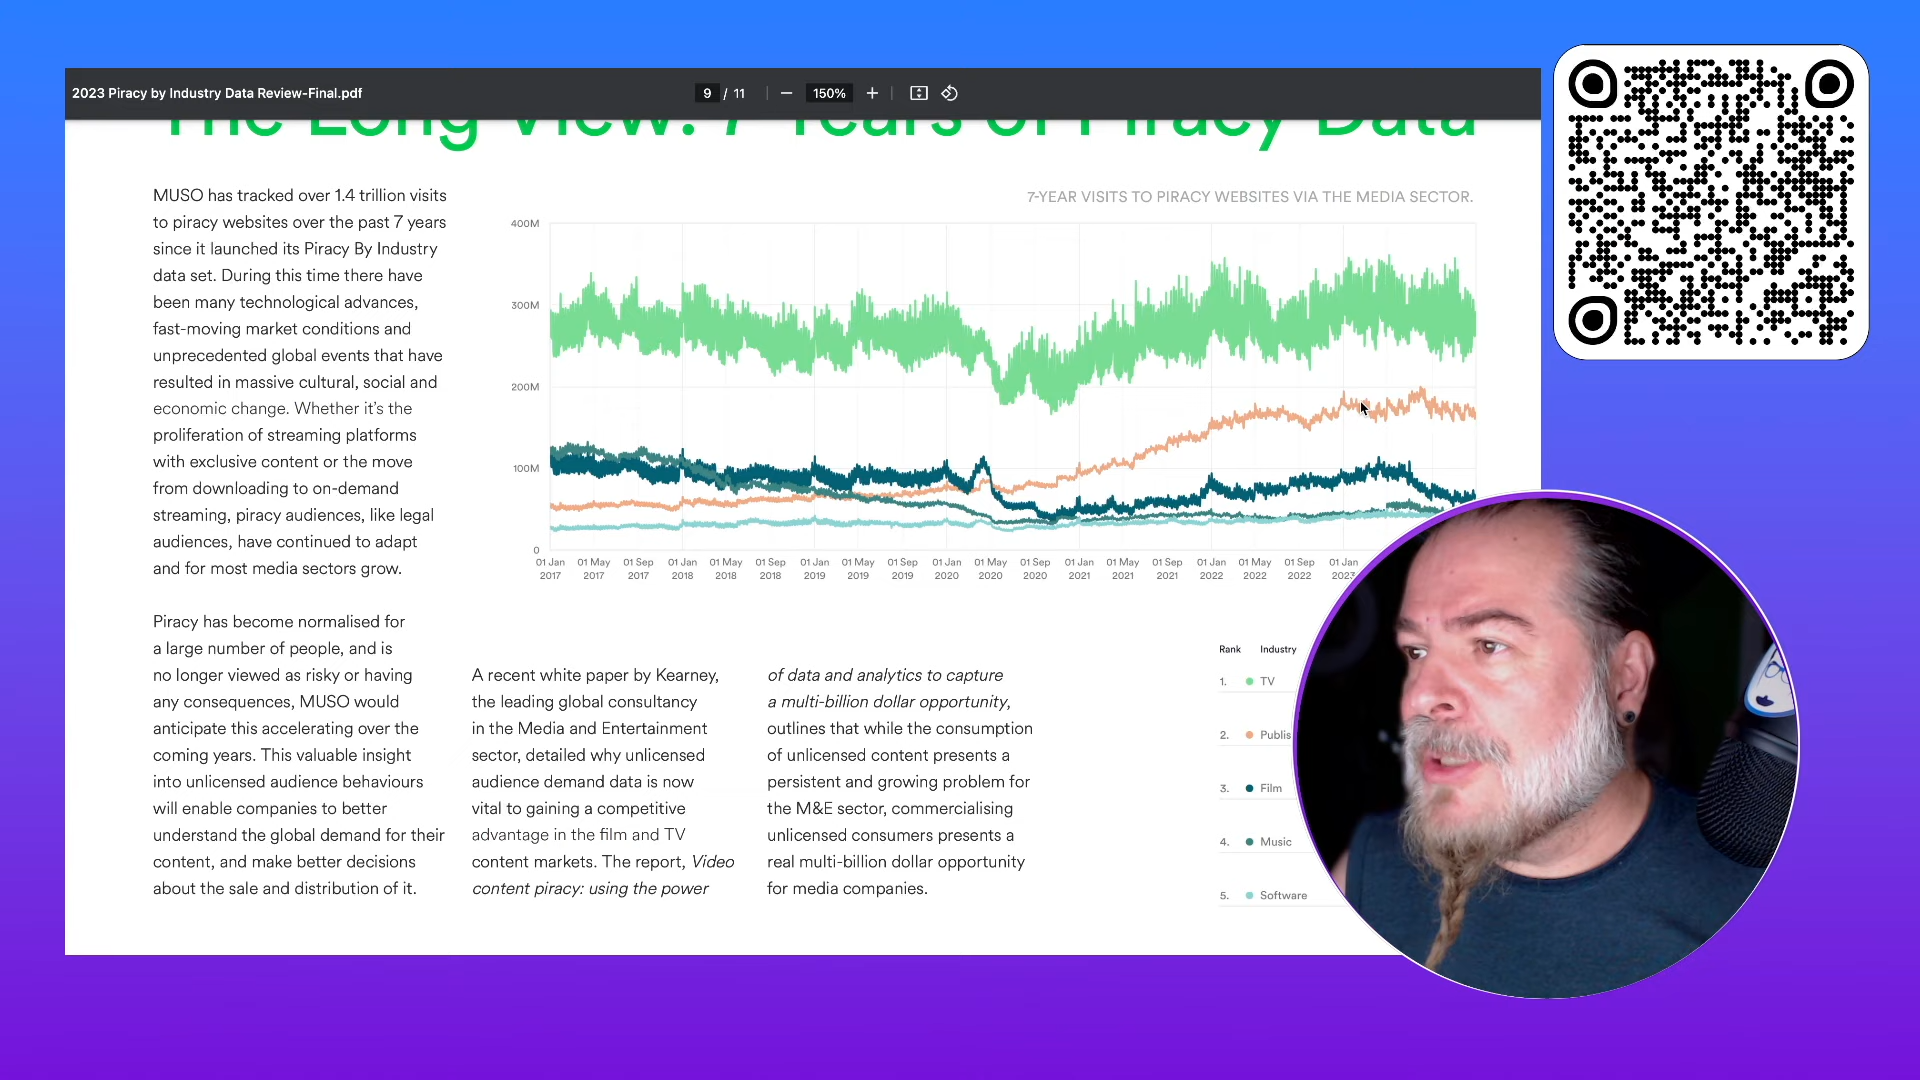 2023 Piracy by Industry Data Review-Final.pdf
9 / 11
150%
The Long View: 7 Years of Piracy Data
MUSO has tracked over 1.4 trillion visits
to piracy websites over the past 7 years
since it launched its Piracy By Industry
data set. During this time there have
been many technological advances,
fast-moving market conditions and
unprecedented global events that have
resulted in massive cultural, social and
economic change. Whether it’s the
proliferation of streaming platforms
with exclusive content or the move
from downloading to on-demand
streaming, piracy audiences, like legal
audiences, have continued to adapt
and for most media sectors grow.
Piracy has become normalised for
a large number of people, and is
no longer viewed as risky or having
any consequences, MUSO would
anticipate this accelerating over the
coming years. This valuable insight
into unlicensed audience behaviours
will enable companies to better
understand the global demand for their
content, and make better decisions
about the sale and distribution of it.
7-YEAR VISITS TO PIRACY WEBSITES VIA THE MEDIA SECTOR.
400M
300M
200M
100M
0
01 Jan 01 May 01 Sep 01 Jan 01 May 01 Sep 01 Jan 01 May 01 Sep 01 Jan 01 May 01 Sep 01 Jan 01 May 01 Sep 01 Jan 01 May 01 Sep 01 Jan
2017 2017 2017 2018 2018 2018 2019 2019 2019 2020 2020 2020 2021 2021 2021 2022 2022 2022 2023
A recent white paper by Kearney,
the leading global consultancy
in the Media and Entertainment
sector, detailed why unlicensed
audience demand data is now
vital to gaining a competitive
advantage in the film and TV
content markets. The report, Video
content piracy: using the power
of data and analytics to capture
a multi-billion dollar opportunity,
outlines that while the consumption
of unlicensed content presents a
persistent and growing problem for
the M&E sector, commercialising
unlicensed consumers presents a
real multi-billion dollar opportunity
for media companies.
Rank Industry
1. TV
2. Publis
3. Film
4. Music
5. Software